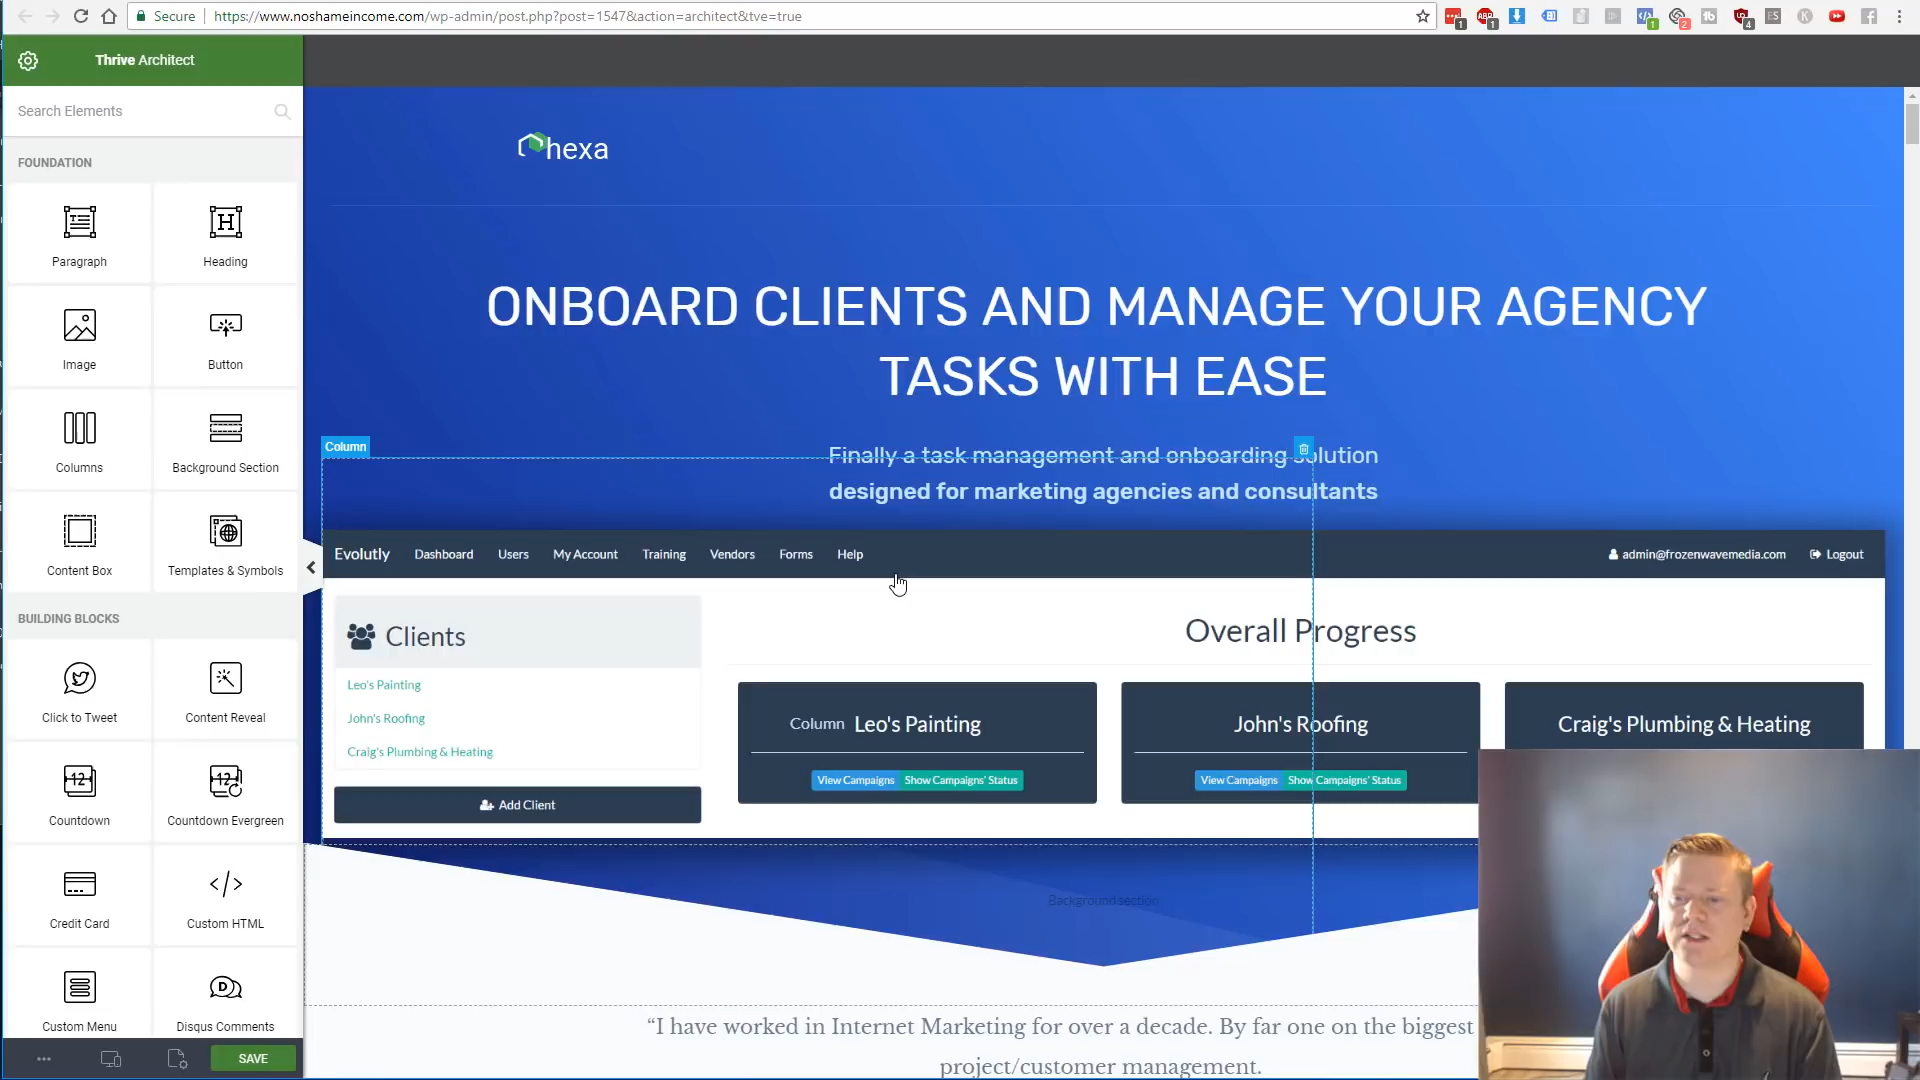 Secure https://www.noshameincome.com/wp-admin/post.php?post=1547&action=architect&tve=true
Thrive Architect
Search Elements
FOUNDATION
Paragraph
Heading
Image
Button
Columns
Background Section
Content Box
Templates & Symbols
BUILDING BLOCKS
Click to Tweet
Content Reveal
Countdown
Countdown Evergreen
Credit Card
Custom HTML
Custom Menu
Disqus Comments
SAVE
hexa
ONBOARD CLIENTS AND MANAGE YOUR AGENCY
TASKS WITH EASE
Column
Finally a task management and onboarding solution
designed for marketing agencies and consultants
Evolutly Dashboard Users My Account Training Vendors Forms Help admin@frozenwavemedia.com Logout
Clients
Leo's Painting
John's Roofing
Craig's Plumbing & Heating
Add Client
Overall Progress
Column Leo's Painting
View Campaigns Show Campaigns' Status
John's Roofing
View Campaigns Show Campaigns' Status
Craig's Plumbing & Heating
Background section
“I have worked in Internet Marketing for over a decade. By far one on the biggest
project/customer management.